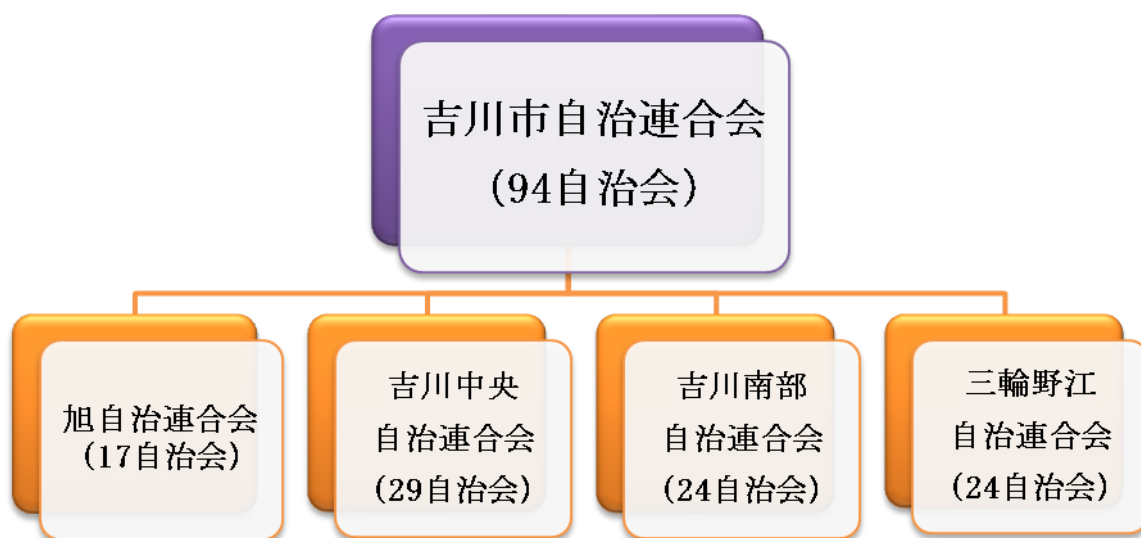 吉川市自治連合会
(94自治会)
旭自治連合会
(17自治会)
吉川中央
自治連合会
(29自治会)
吉川南部
自治連合会
(24自治会)
三輪野江
自治連合会
(24自治会)